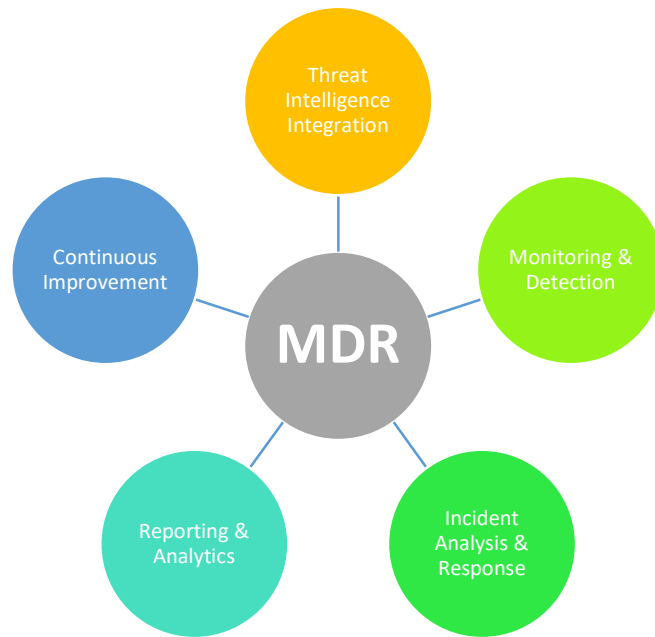 Threat
Intelligence
Integration
Monitoring &
Detection
Incident
Analysis &
Response
Reporting &
Analytics
Continuous
Improvement
MDR